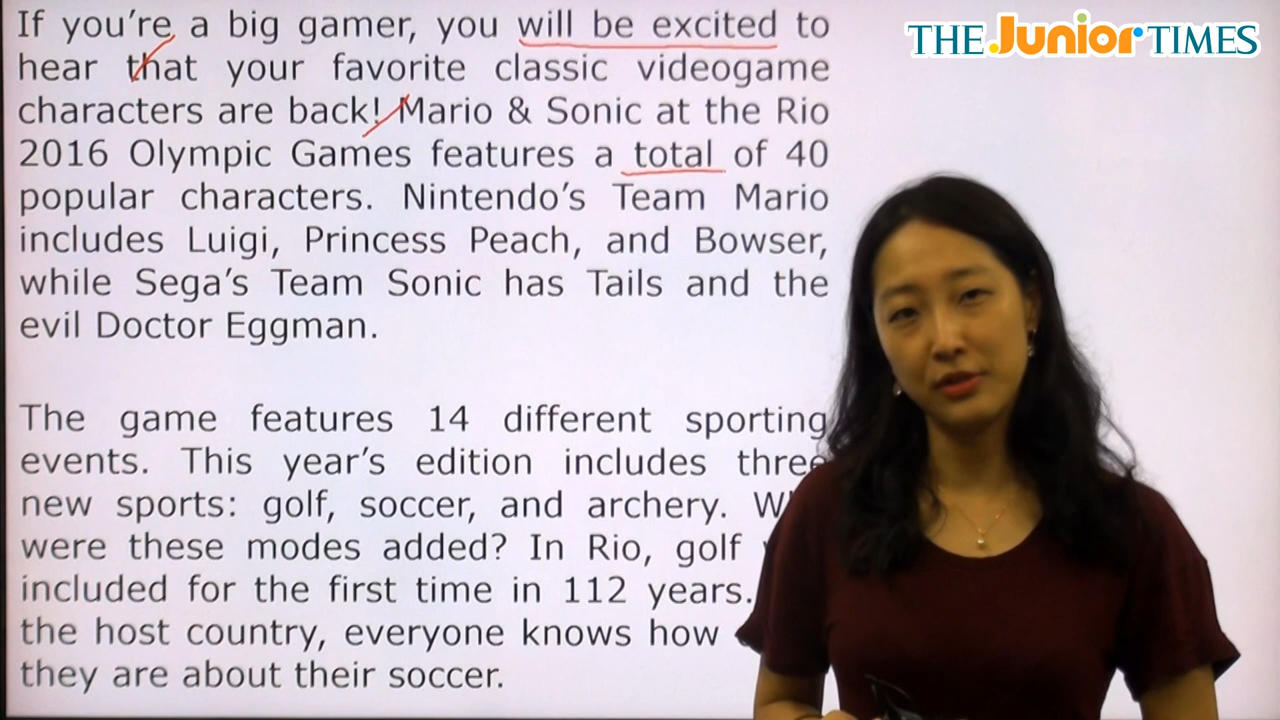 THE Junior TIMES
If you're a big gamer, you will be excited to
hear that your favorite classic videogame
characters are back! Mario & Sonic at the Rio
2016 Olympic Games features a total of 40
popular characters. Nintendo's Team Mario
includes Luigi, Princess Peach, and Bowser,
while Sega's Team Sonic has Tails and the
evil Doctor Eggman.
The game features 14 different sporting
events. This year's edition includes three
new sports: golf, soccer, and archery.
were these modes added? In Rio, golf
included for the first time in 112 years.
the host country, everyone knows how
they are about their soccer.